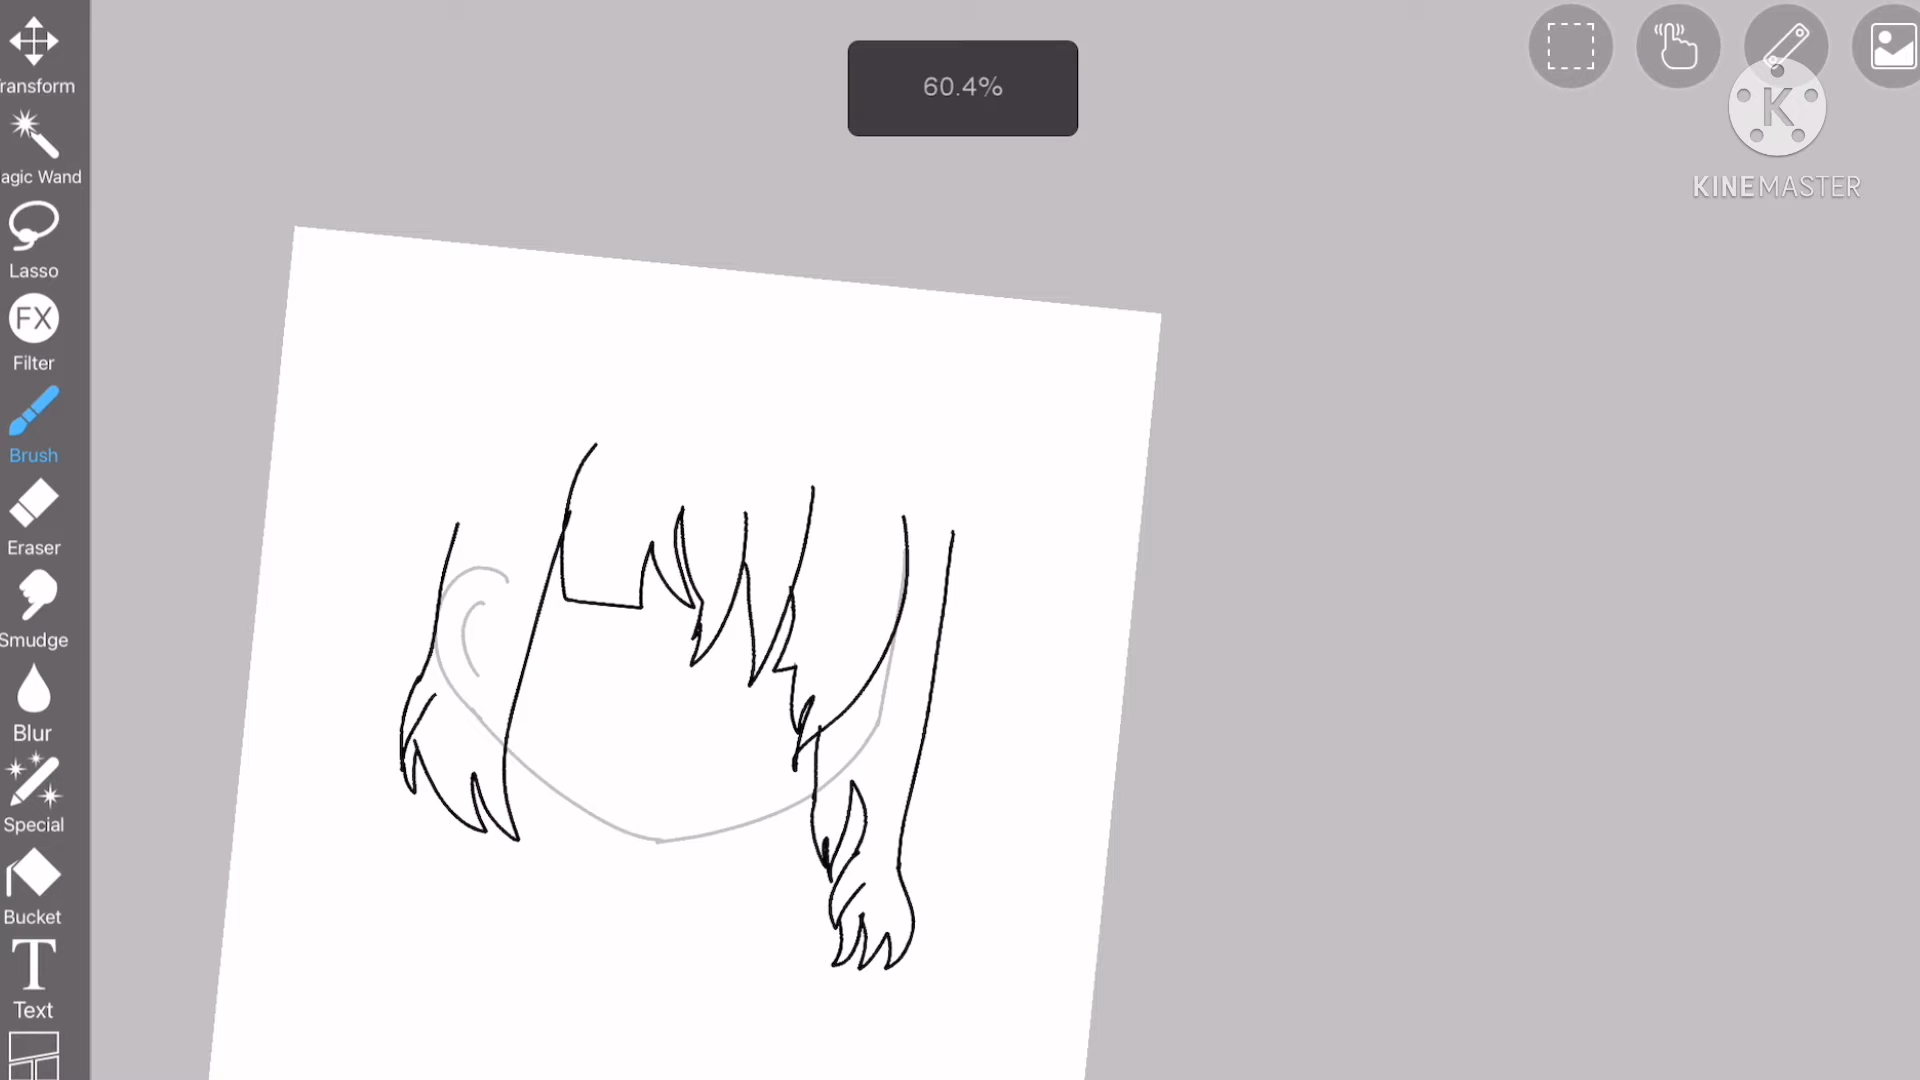 60.4%
KINEMASTER
K
ransform
agic Wand
Lasso
FX
Filter
Brush
Eraser
Smudge
Blur
Special
Bucket
T
Text